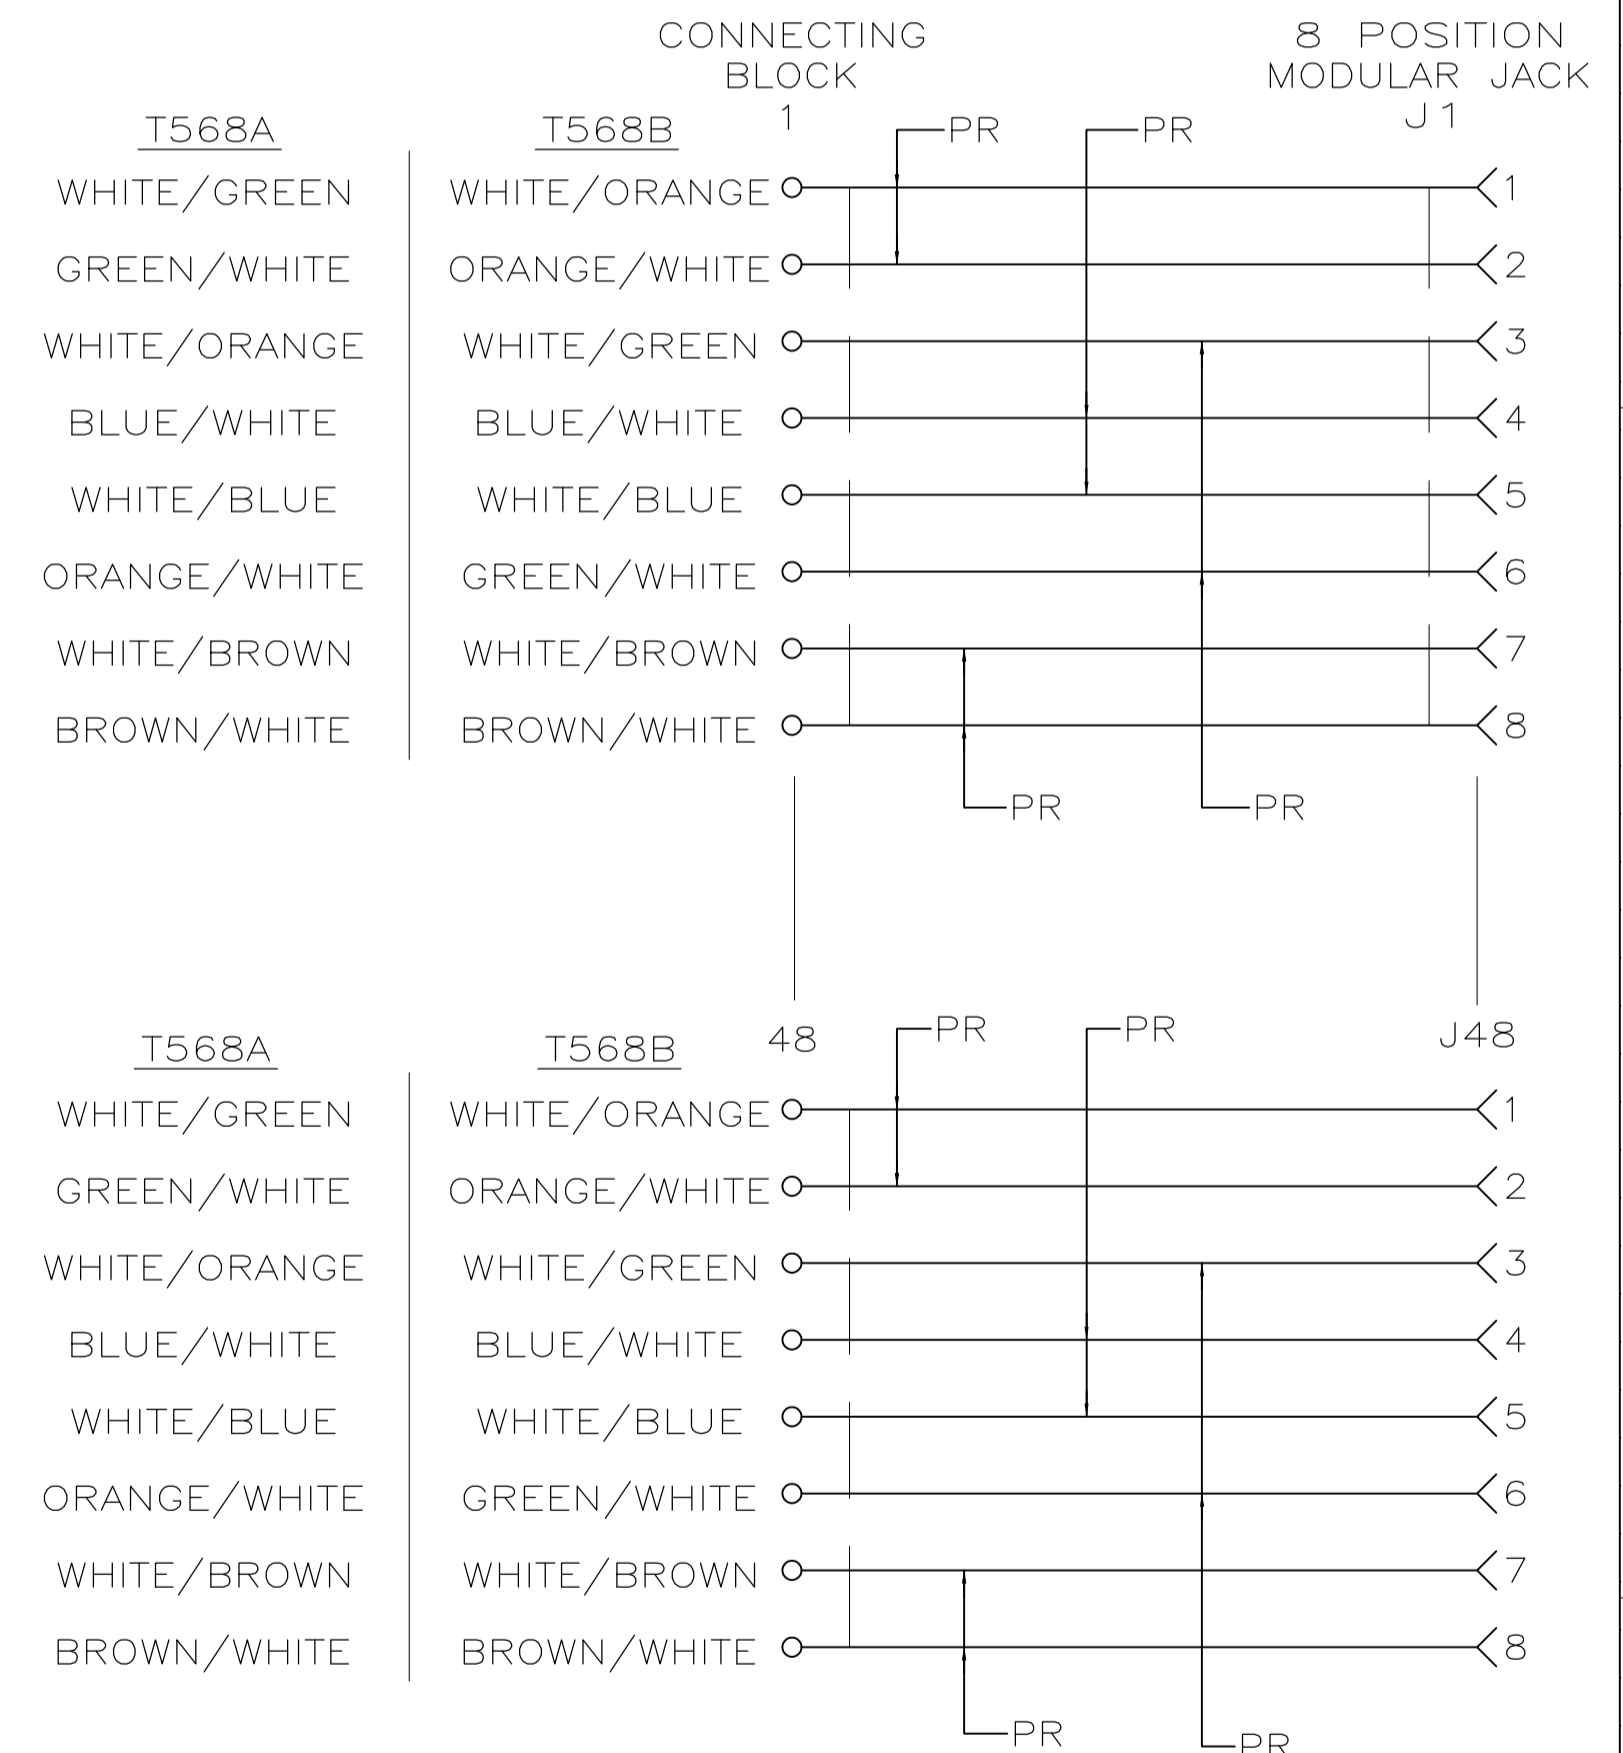 CONNECTING
BLOCK
1
8 POSITION
MODULAR JACK
J1
T568A T568B PR PR
WHITE/GREEN WHITE/ORANGE 1
GREEN/WHITE ORANGE/WHITE 2
WHITE/ORANGE WHITE/GREEN 3
BLUE/WHITE BLUE/WHITE 4
WHITE/BLUE WHITE/BLUE 5
ORANGE/WHITE GREEN/WHITE 6
WHITE/BROWN WHITE/BROWN 7
BROWN/WHITE BROWN/WHITE 8
PR PR
T568A T568B 48 PR PR J48
WHITE/GREEN WHITE/ORANGE 1
GREEN/WHITE ORANGE/WHITE 2
WHITE/ORANGE WHITE/GREEN 3
BLUE/WHITE BLUE/WHITE 4
WHITE/BLUE WHITE/BLUE 5
ORANGE/WHITE GREEN/WHITE 6
WHITE/BROWN WHITE/BROWN 7
BROWN/WHITE BROWN/WHITE 8
PR PR